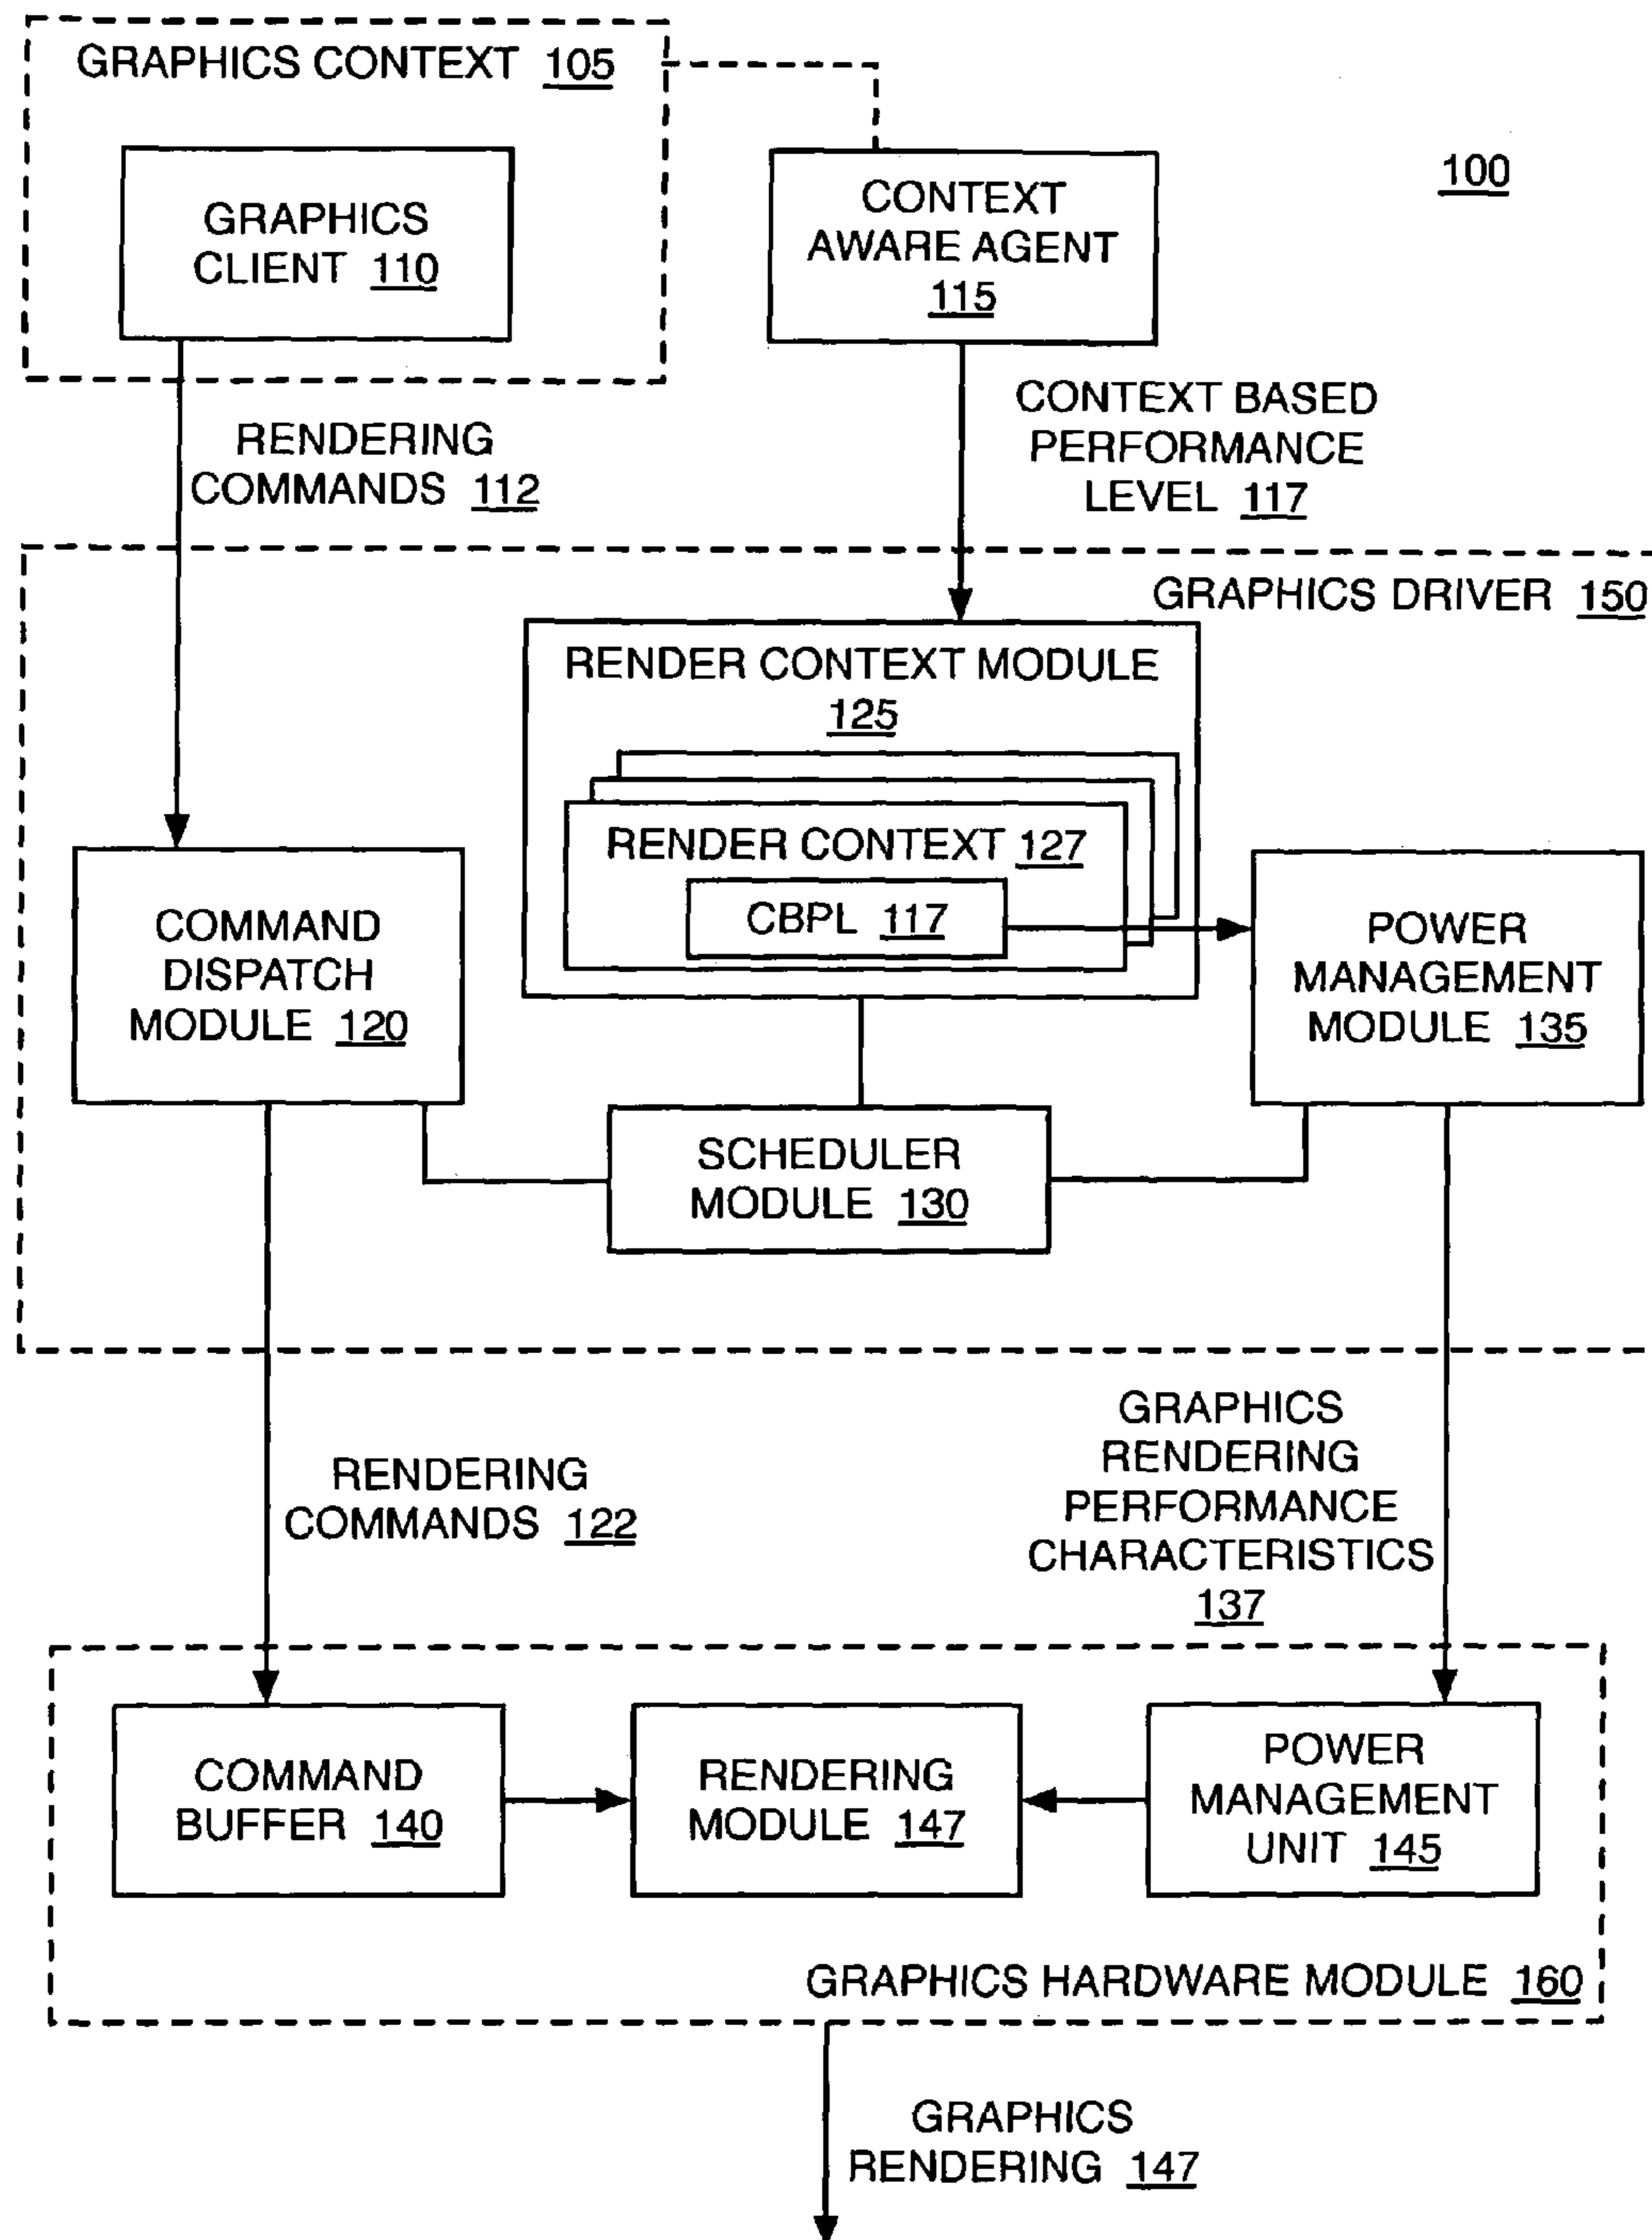 GRAPHICS CONTEXT 105
GRAPHICS
CLIENT 110
CONTEXT
AWARE AGENT
115
100
RENDERING
COMMANDS 112
CONTEXT BASED
PERFORMANCE
LEVEL 117
GRAPHICS DRIVER 150
RENDER CONTEXT MODULE
125
RENDER CONTEXT 127
CBPL 117
COMMAND
DISPATCH
MODULE 120
POWER
MANAGEMENT
MODULE 135
SCHEDULER
MODULE 130
RENDERING
COMMANDS 122
GRAPHICS
RENDERING
PERFORMANCE
CHARACTERISTICS
137
COMMAND
BUFFER 140
RENDERING
MODULE 147
POWER
MANAGEMENT
UNIT 145
GRAPHICS HARDWARE MODULE 160
GRAPHICS
RENDERING 147